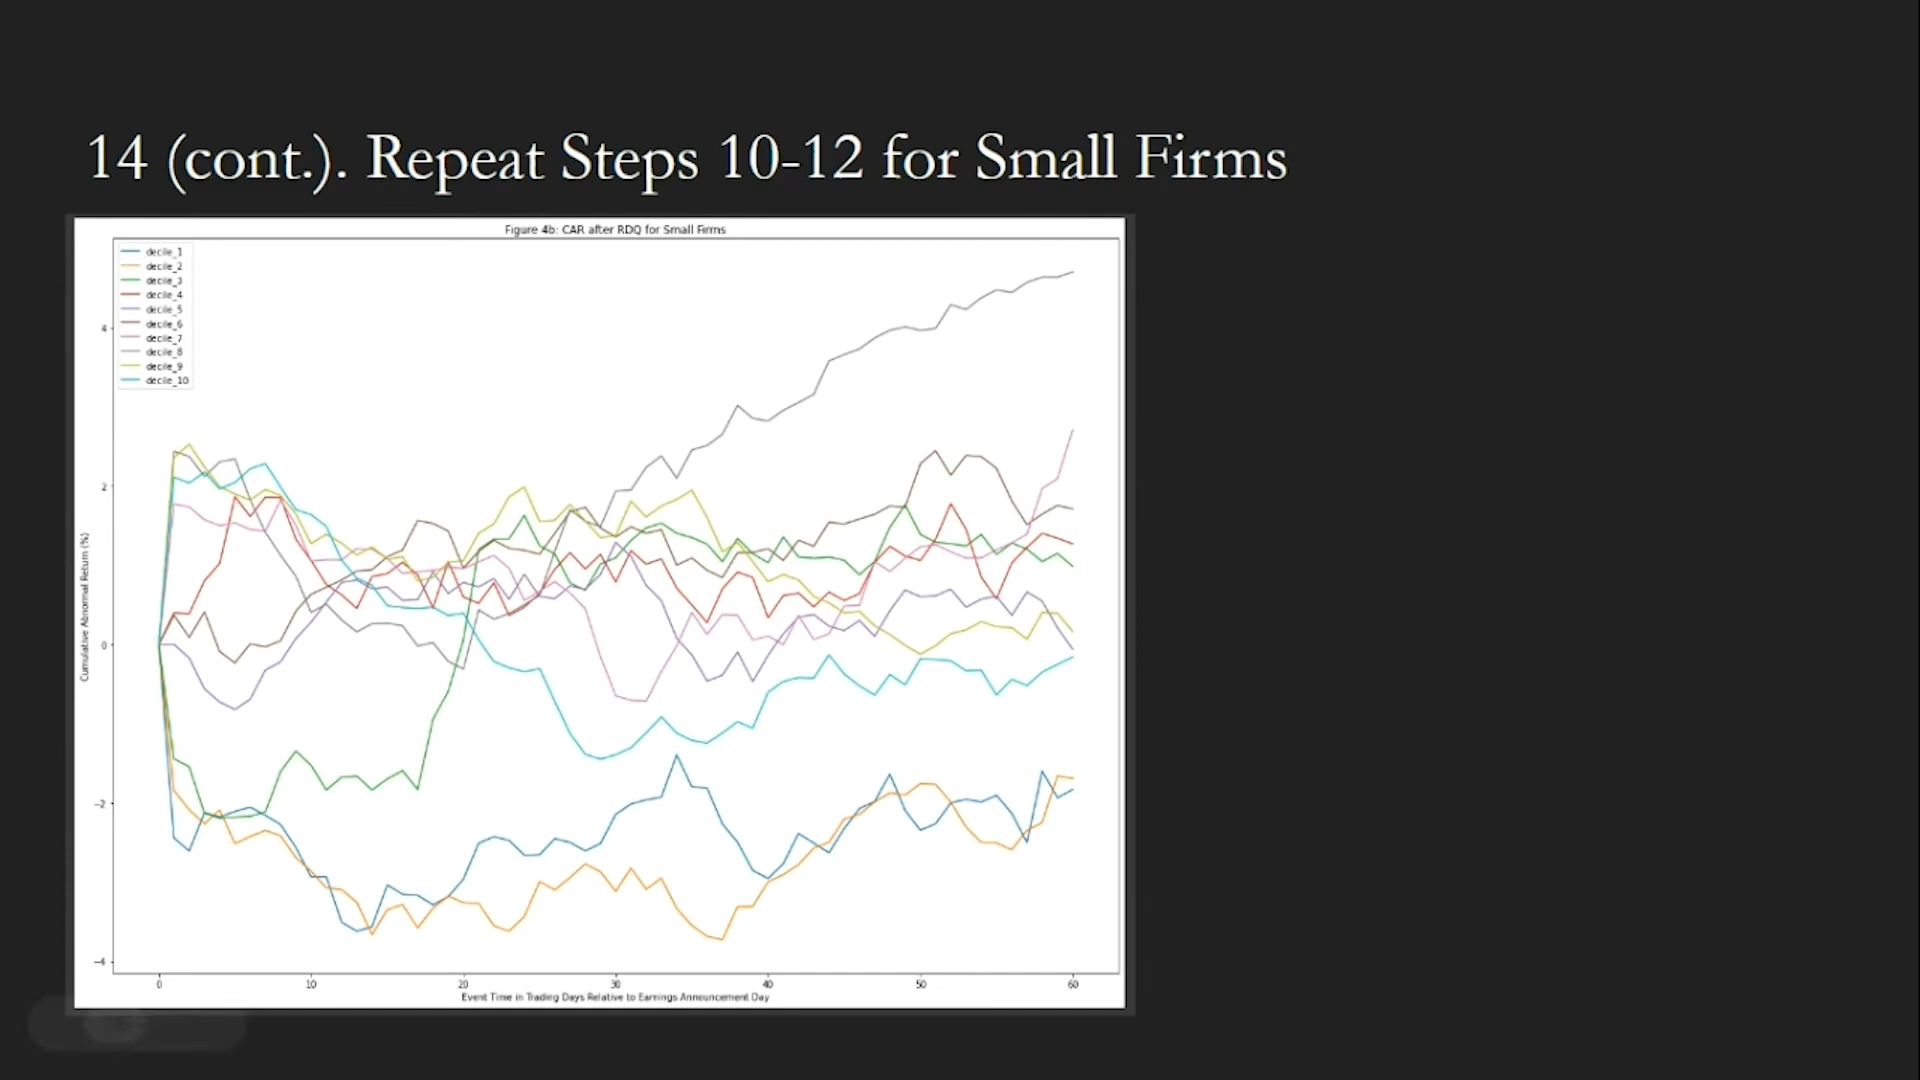 14 (cont.). Repeat Steps 10-12 for Small Firms
Figure 4b: CAR after RDQ for Small Firms
decile_1
decile_2
decile_3
decile_4
decile_5
decile_6
decile_7
decile_8
decile_9
decile_10
Cumulative Abnormal Return (%)
4
2
0
−2
−4
0 10 20 30 40 50 60
Event Time in Trading Days Relative to Earnings Announcement Day